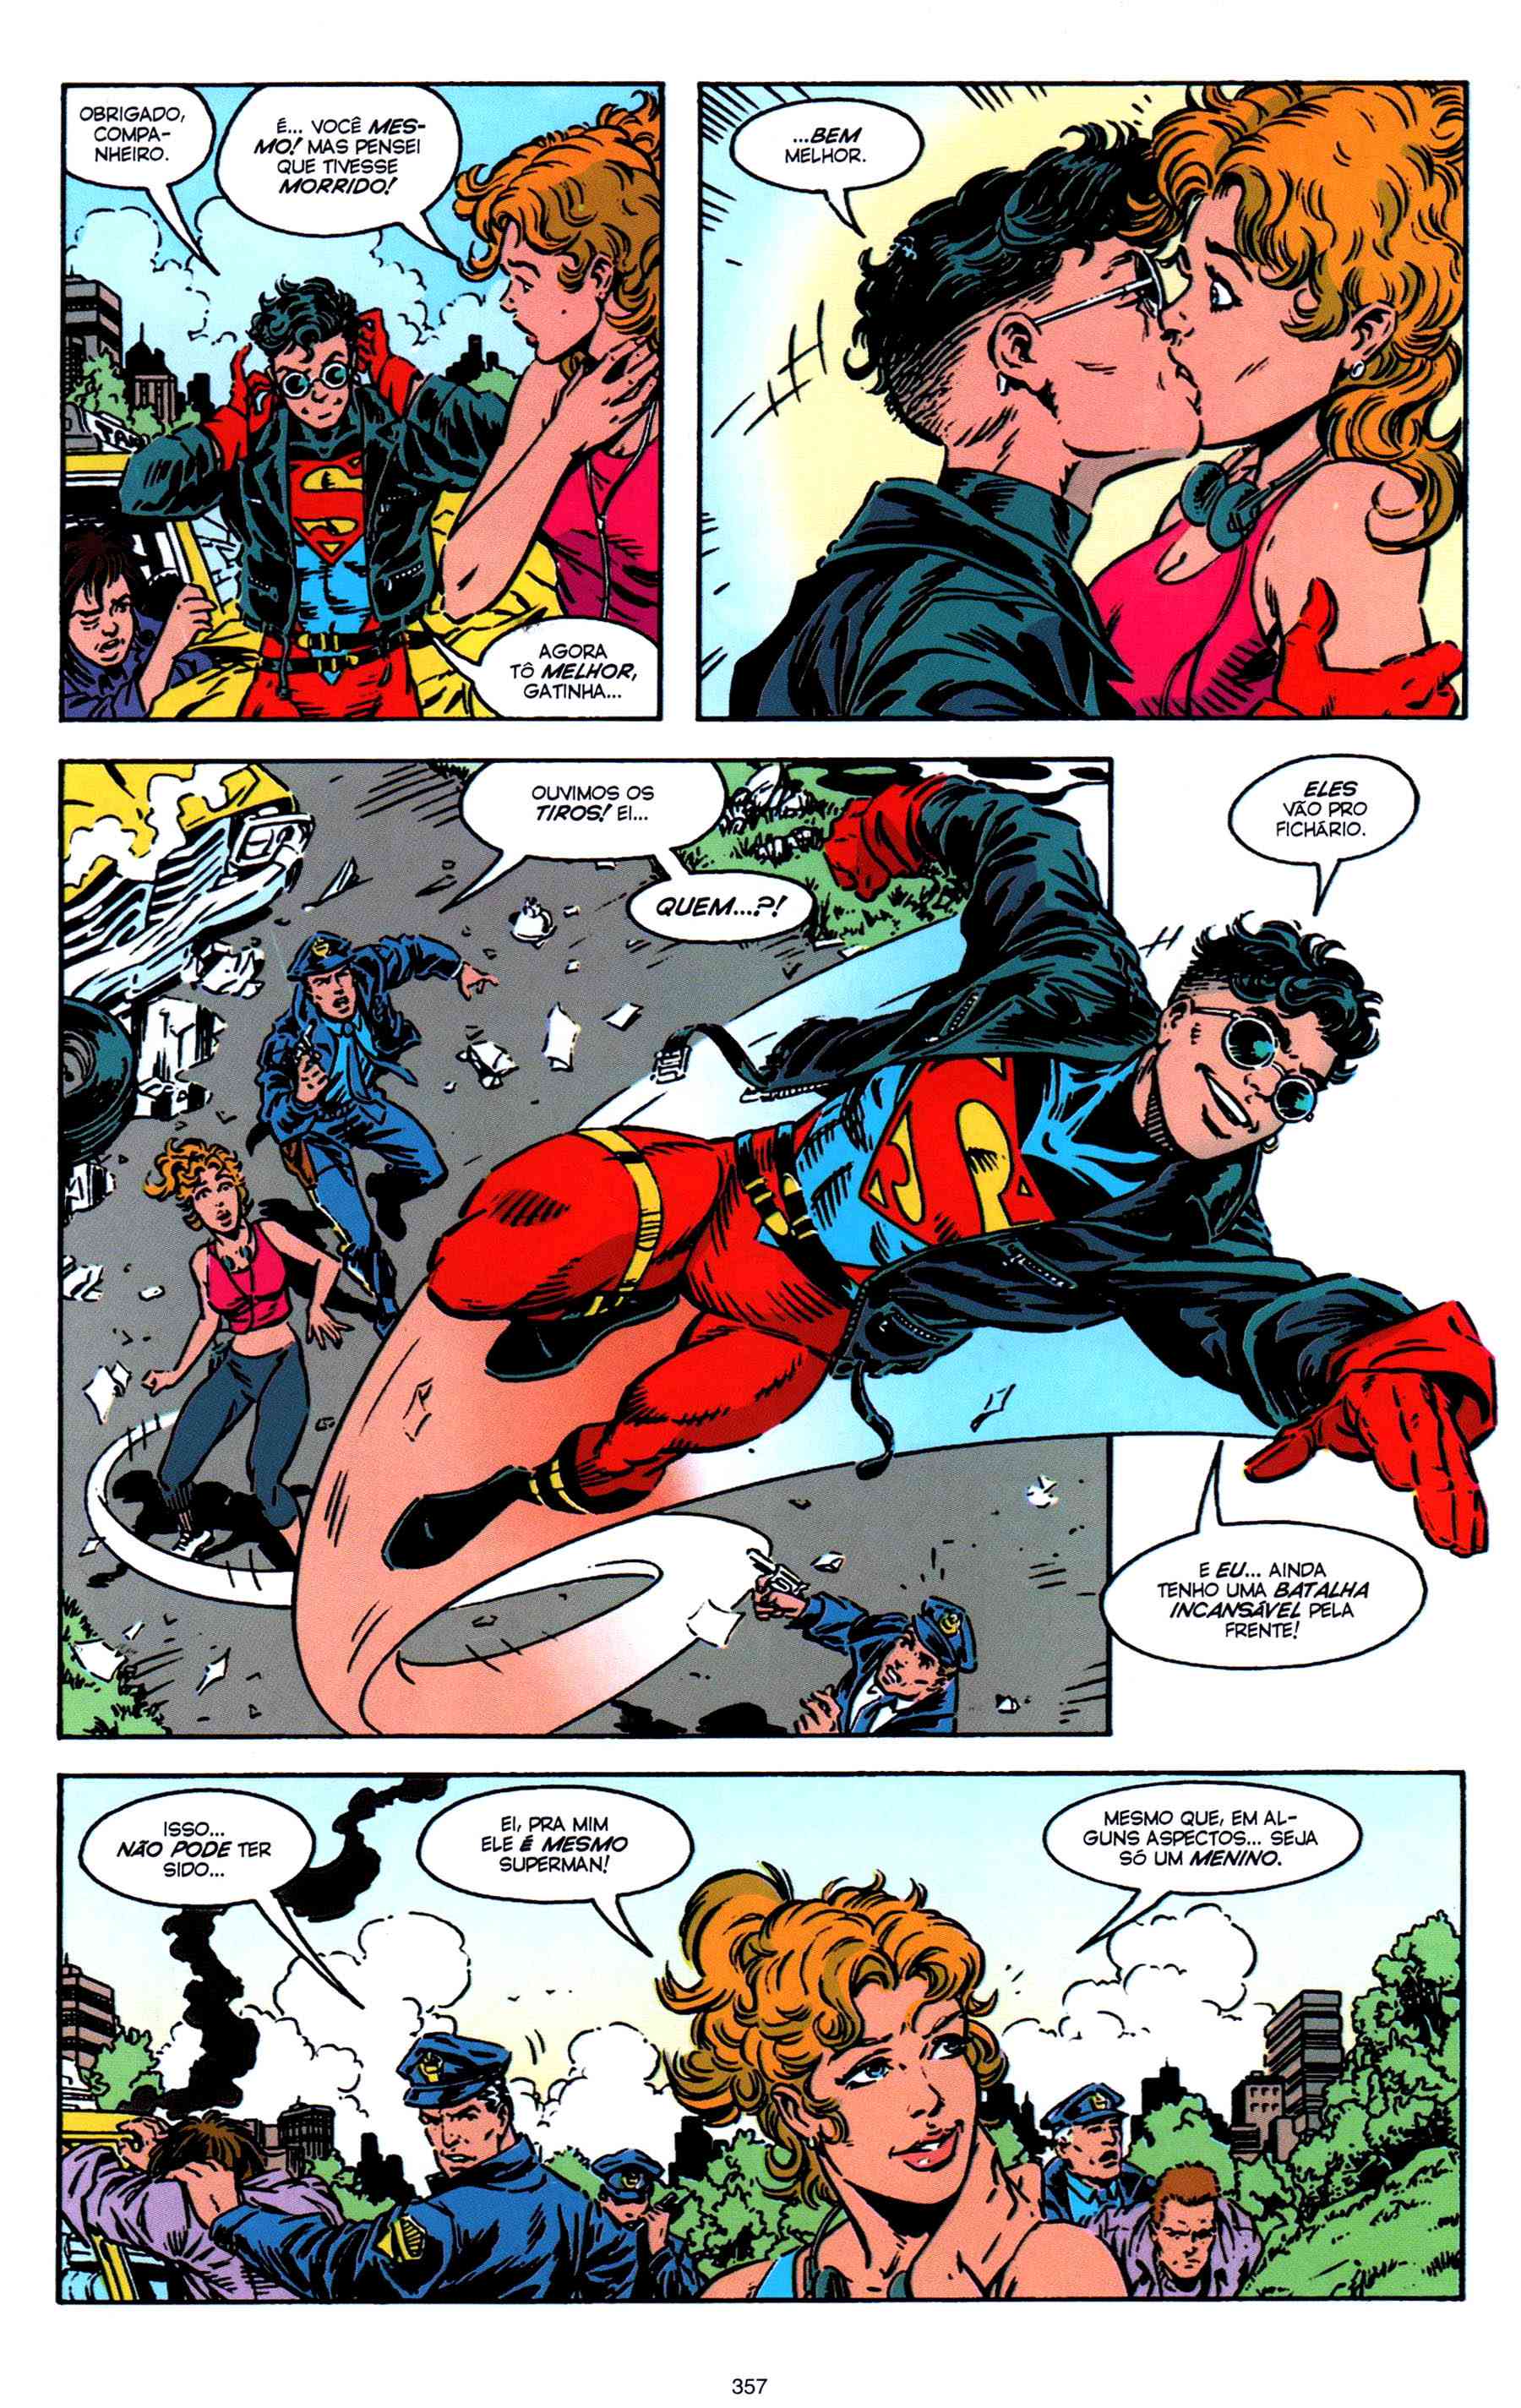 OBRIGADO,
COMPA-
NHEIRO.
É... VOCÊ MES-
MO! MAS PENSEI
QUE TIVESSE
MORRIDO!
AGORA
TÔ MELHOR,
GATINHA...
...BEM
MELHOR.
OUVIMOS OS
TIROS! EI...
QUEM...?!
ELES
VÃO PRO
FICHÁRIO.
E EU... AINDA
TENHO UMA BATALHA
INCANSÁVEL PELA
FRENTE!
ISSO...
NÃO PODE TER
SIDO...
EI, PRA MIM
ELE É MESMO
SUPERMAN!
MESMO QUE, EM AL-
GUNS ASPECTOS... SEJA
SÓ UM MENINO.
357